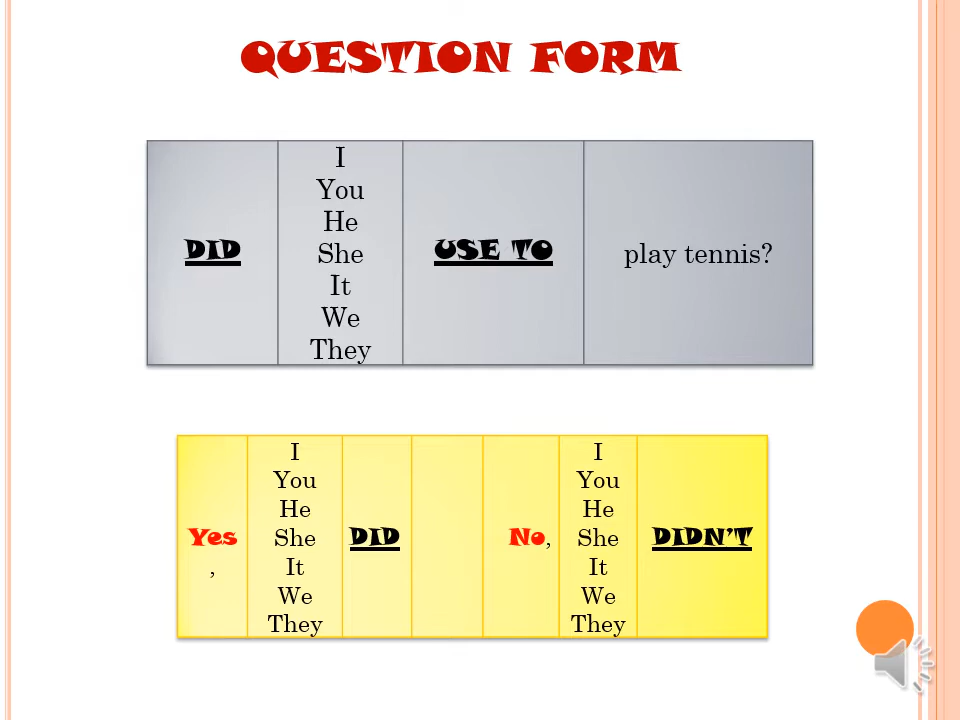 QUESTION FORM
DID
I
You
He
She
It
We
They
USE TO
play tennis?
Yes
,
I
You
He
She
It
We
They
DID
No,
I
You
He
She
It
We
They
DIDN'T